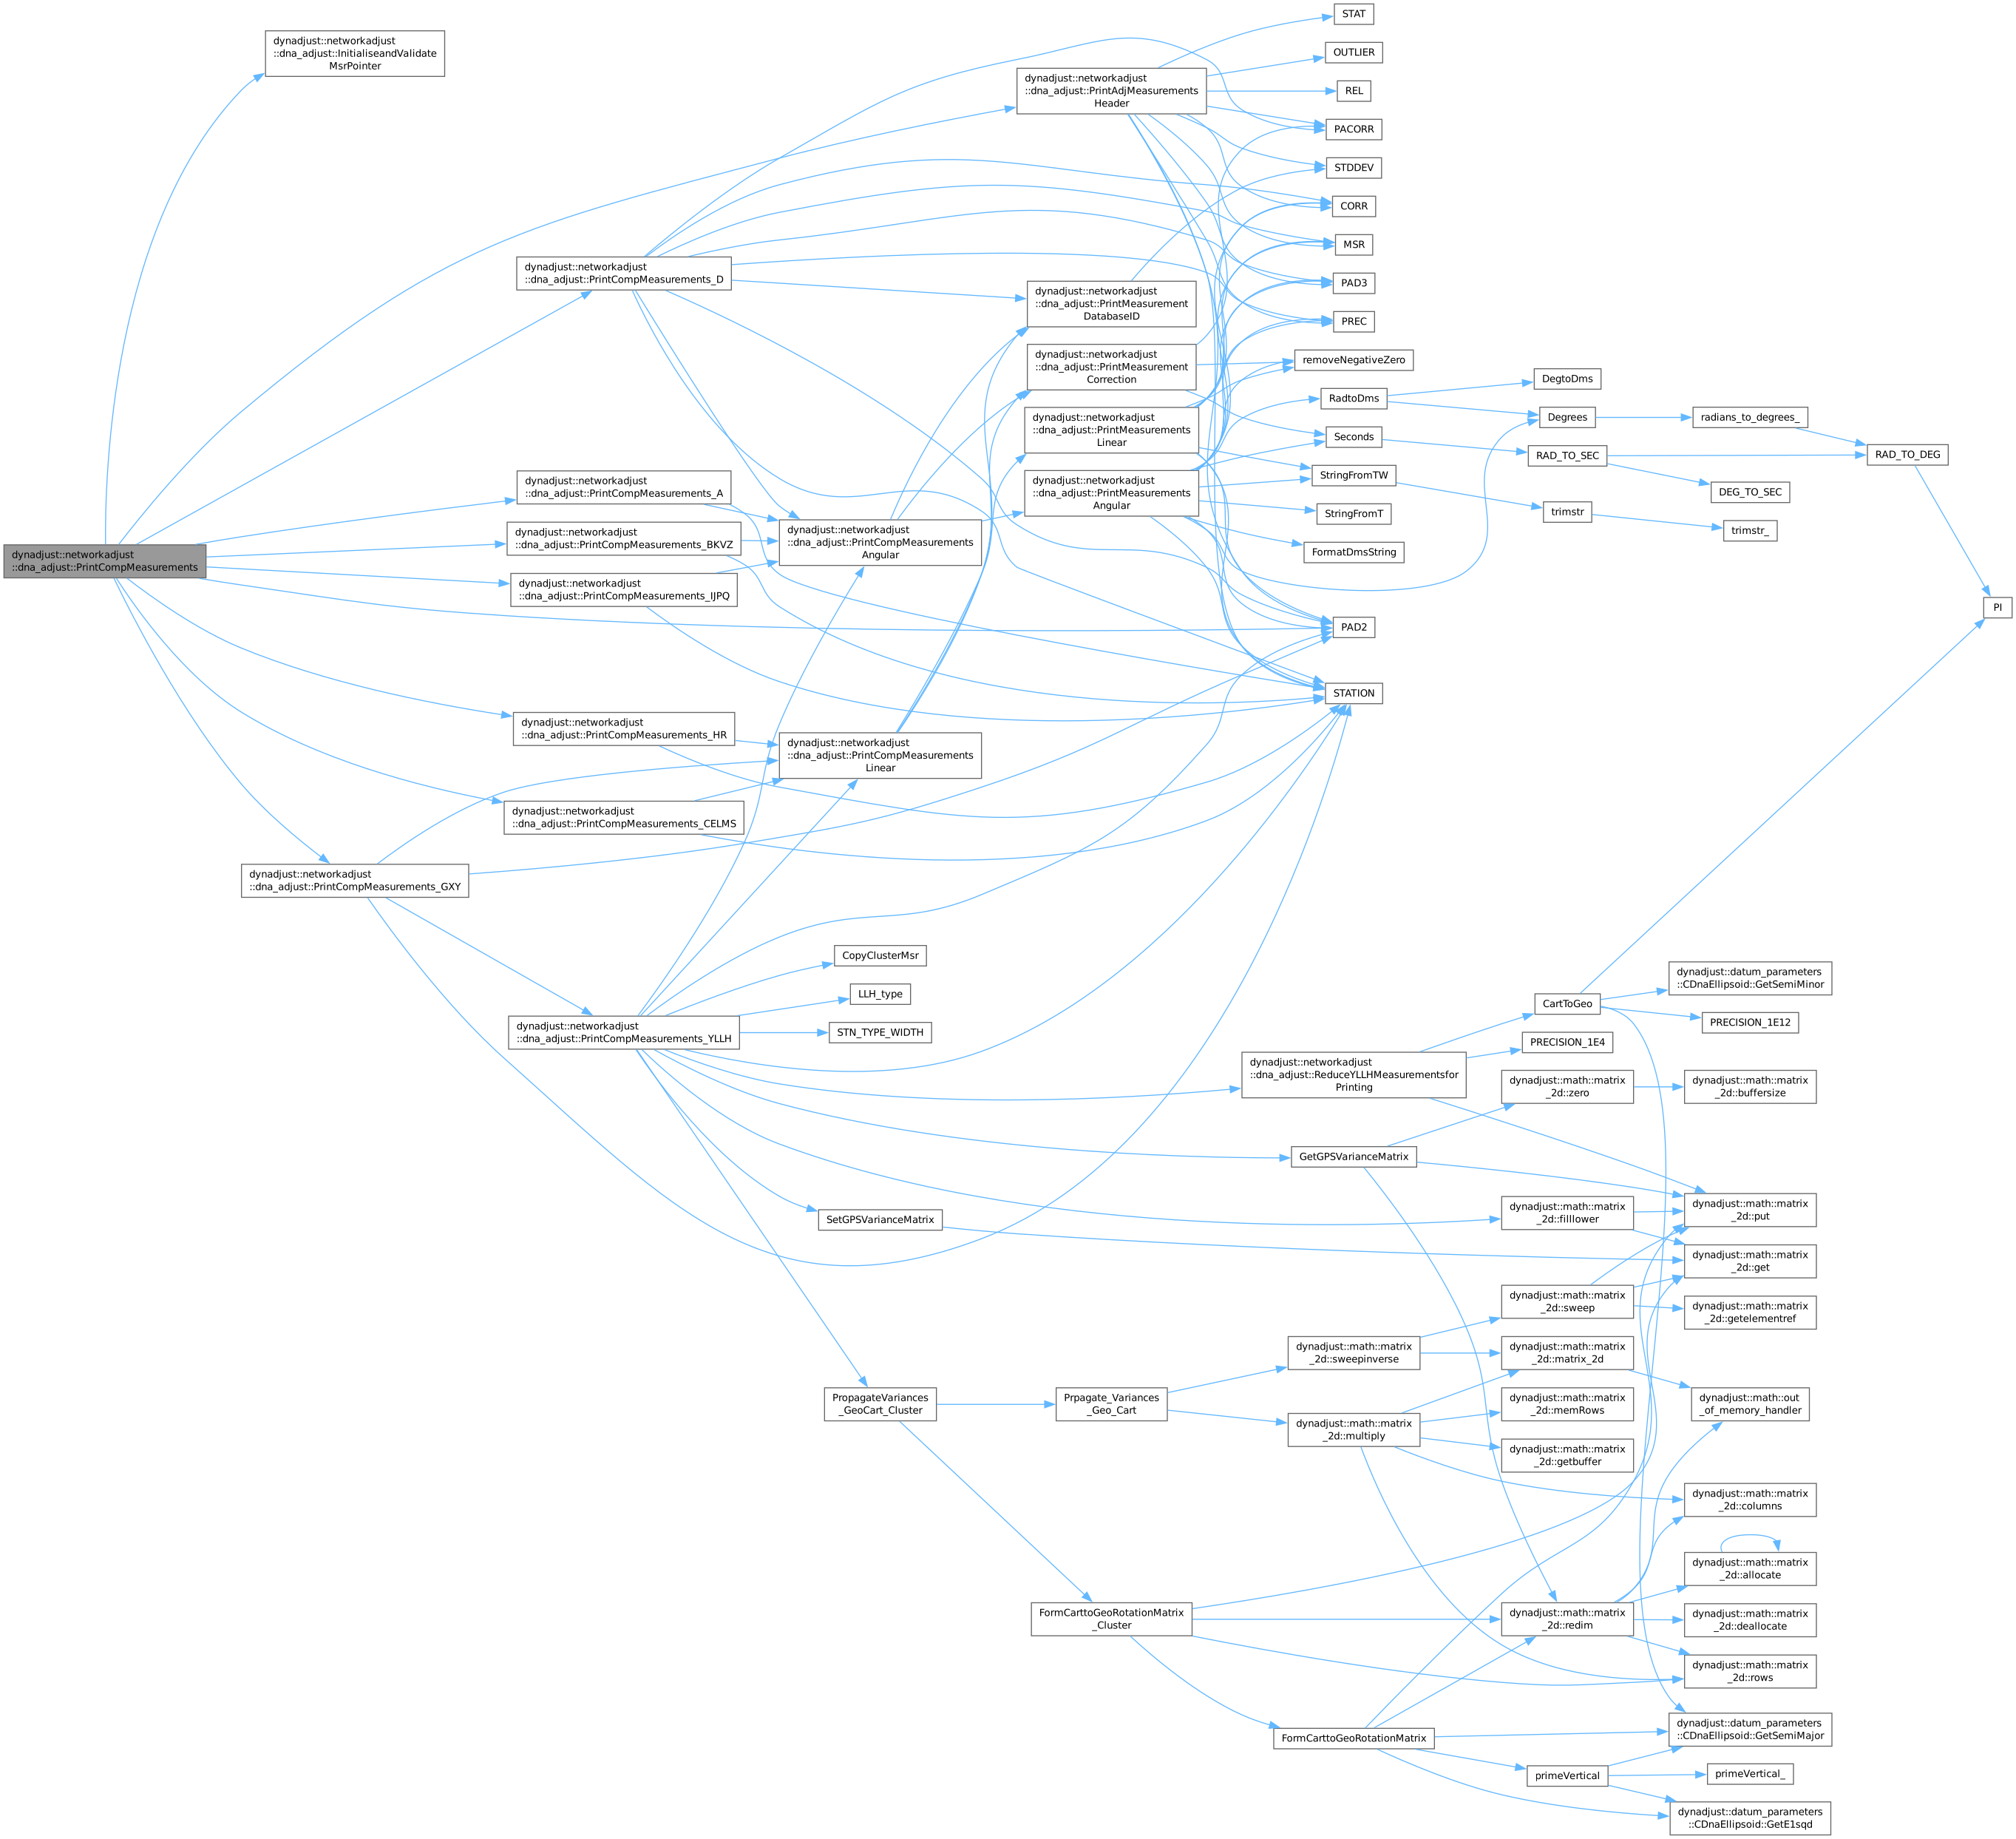 dynadjust::networkadjust
::dna_adjust::PrintCompMeasurements
dynadjust::networkadjust
::dna_adjust::InitialiseandValidate
MsrPointer
dynadjust::networkadjust
::dna_adjust::PrintCompMeasurements_GXY
dynadjust::networkadjust
::dna_adjust::PrintCompMeasurements_D
dynadjust::networkadjust
::dna_adjust::PrintCompMeasurements_A
dynadjust::networkadjust
::dna_adjust::PrintCompMeasurements_BKVZ
dynadjust::networkadjust
::dna_adjust::PrintCompMeasurements_IJPQ
dynadjust::networkadjust
::dna_adjust::PrintCompMeasurements_HR
dynadjust::networkadjust
::dna_adjust::PrintCompMeasurements_CELMS
dynadjust::networkadjust
::dna_adjust::PrintCompMeasurements_YLLH
dynadjust::networkadjust
::dna_adjust::PrintCompMeasurements
Angular
dynadjust::networkadjust
::dna_adjust::PrintCompMeasurements
Linear
CopyClusterMsr
LLH_type
STN_TYPE_WIDTH
SetGPSVarianceMatrix
PropagateVariances
_GeoCart_Cluster
dynadjust::networkadjust
::dna_adjust::PrintAdjMeasurements
Header
dynadjust::networkadjust
::dna_adjust::PrintMeasurement
DatabaseID
dynadjust::networkadjust
::dna_adjust::PrintMeasurement
Correction
dynadjust::networkadjust
::dna_adjust::PrintMeasurements
Linear
dynadjust::networkadjust
::dna_adjust::PrintMeasurements
Angular
Prpagate_Variances
_Geo_Cart
FormCarttoGeoRotationMatrix
_Cluster
STAT
OUTLIER
REL
PACORR
STDDEV
CORR
MSR
PAD3
PREC
removeNegativeZero
RadtoDms
Seconds
StringFromTW
StringFromT
FormatDmsString
PAD2
STATION
dynadjust::networkadjust
::dna_adjust::ReduceYLLHMeasurementsfor
Printing
GetGPSVarianceMatrix
dynadjust::math::matrix
_2d::sweepinverse
dynadjust::math::matrix
_2d::multiply
FormCarttoGeoRotationMatrix
DegtoDms
Degrees
RAD_TO_SEC
trimstr
CartToGeo
PRECISION_1E4
dynadjust::math::matrix
_2d::zero
dynadjust::math::matrix
_2d::filllower
dynadjust::math::matrix
_2d::sweep
dynadjust::math::matrix
_2d::matrix_2d
dynadjust::math::matrix
_2d::memRows
dynadjust::math::matrix
_2d::getbuffer
dynadjust::math::matrix
_2d::redim
primeVertical
radians_to_degrees_
DEG_TO_SEC
trimstr_
dynadjust::datum_parameters
::CDnaEllipsoid::GetSemiMinor
PRECISION_1E12
dynadjust::math::matrix
_2d::buffersize
dynadjust::math::matrix
_2d::put
dynadjust::math::matrix
_2d::get
dynadjust::math::matrix
_2d::getelementref
dynadjust::math::out
_of_memory_handler
dynadjust::math::matrix
_2d::columns
dynadjust::math::matrix
_2d::allocate
dynadjust::math::matrix
_2d::deallocate
dynadjust::math::matrix
_2d::rows
dynadjust::datum_parameters
::CDnaEllipsoid::GetSemiMajor
primeVertical_
dynadjust::datum_parameters
::CDnaEllipsoid::GetE1sqd
RAD_TO_DEG
PI